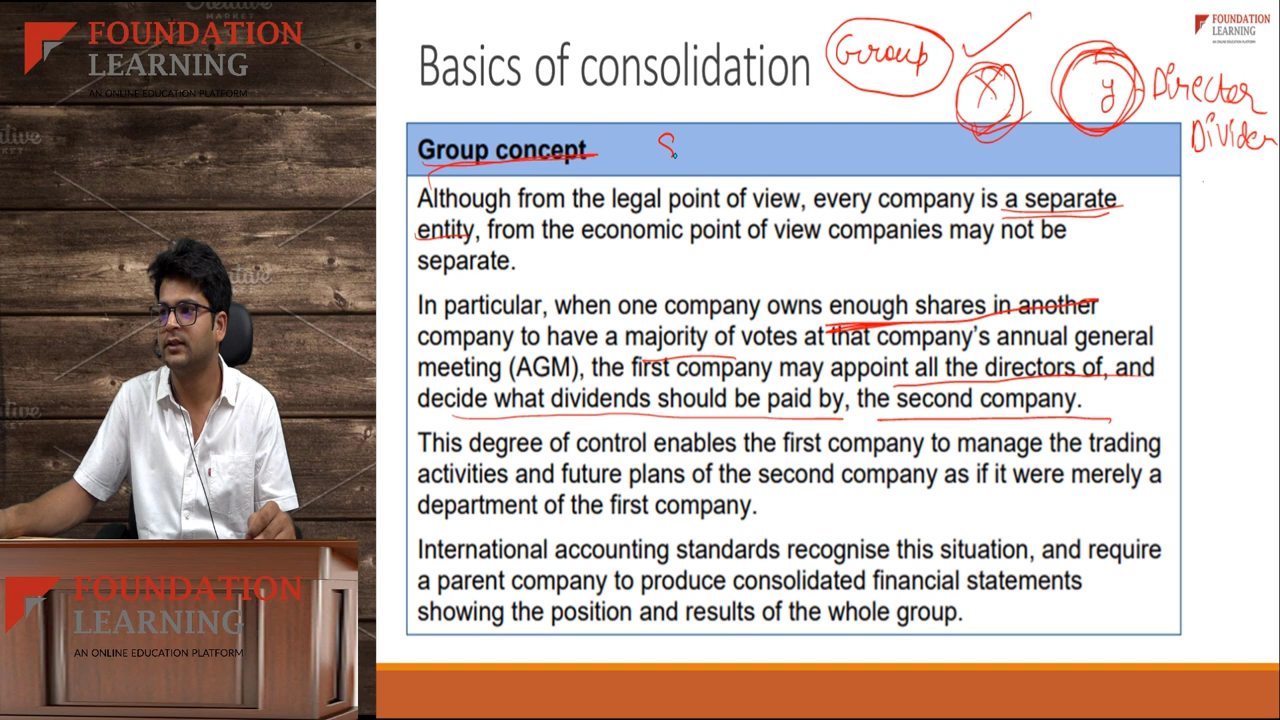 Creative
MARKET
FOUNDATION
LEARNING
AN ONLINE EDUCATION PLATFORM
FOUNDATION
LEARNING
AN ONLINE EDUCATION PLATFORM
Basics of consolidation
Group
X
y
Director
Dividen
Group concept
S
Although from the legal point of view, every company is a separate
entity, from the economic point of view companies may not be
separate.
In particular, when one company owns enough shares in another
company to have a majority of votes at that company's annual general
meeting (AGM), the first company may appoint all the directors of, and
decide what dividends should be paid by, the second company.
This degree of control enables the first company to manage the trading
activities and future plans of the second company as if it were merely a
department of the first company.
International accounting standards recognise this situation, and require
a parent company to produce consolidated financial statements
showing the position and results of the whole group.
FOUNDATION
LEARNING
AN ONLINE EDUCATION PLATFORM